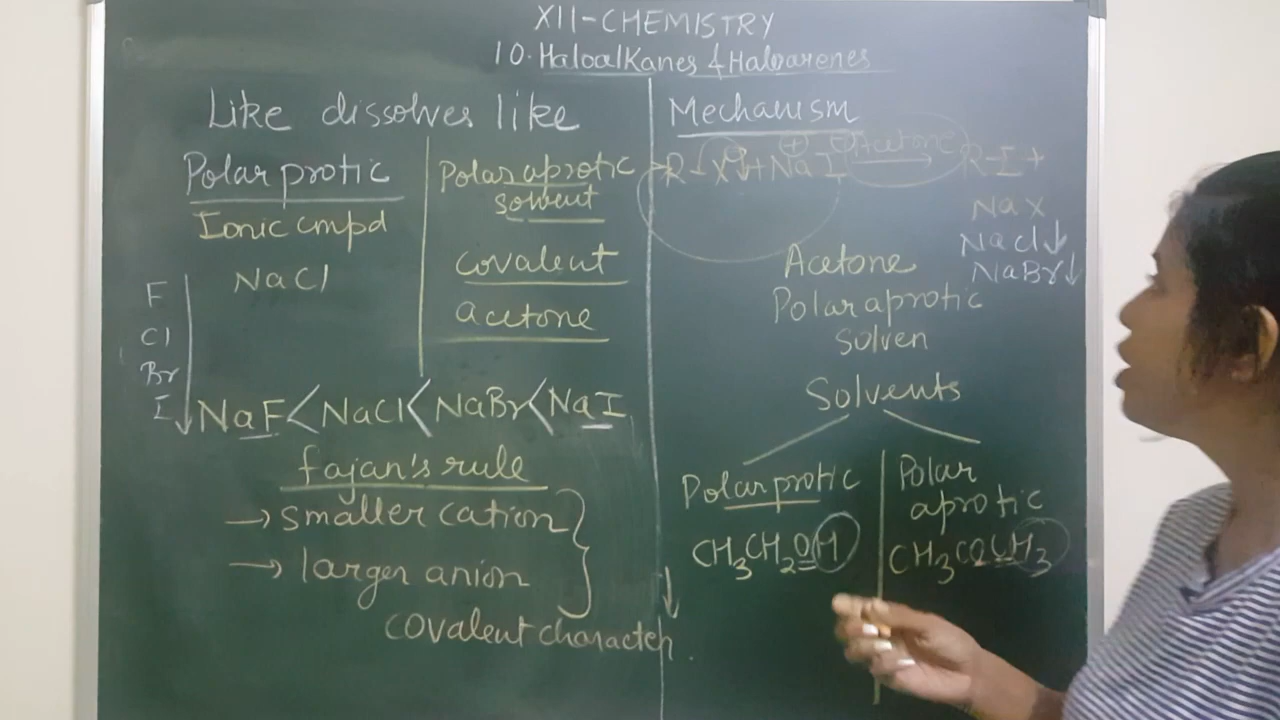 XII-CHEMISTRY
10. Haloalkanes & Haloarenes
Like dissolves like
Polar protic
Ionic cmpd
NaCl
Polar aprotic
solvent
covalent
acetone
F
Cl
Br
I
NaF < NaCl < NaBr < NaI
fajan's rule
→ smaller cation
→ larger anion
covalent character.
Mechanism
R-X + NaI Acetone → R-I +
NaX
NaCl↓
NaBr↓
Acetone
Polar aprotic
solven
Solvents
Polar protic
CH3CH2OH
Polar
aprotic
CH3COCH3